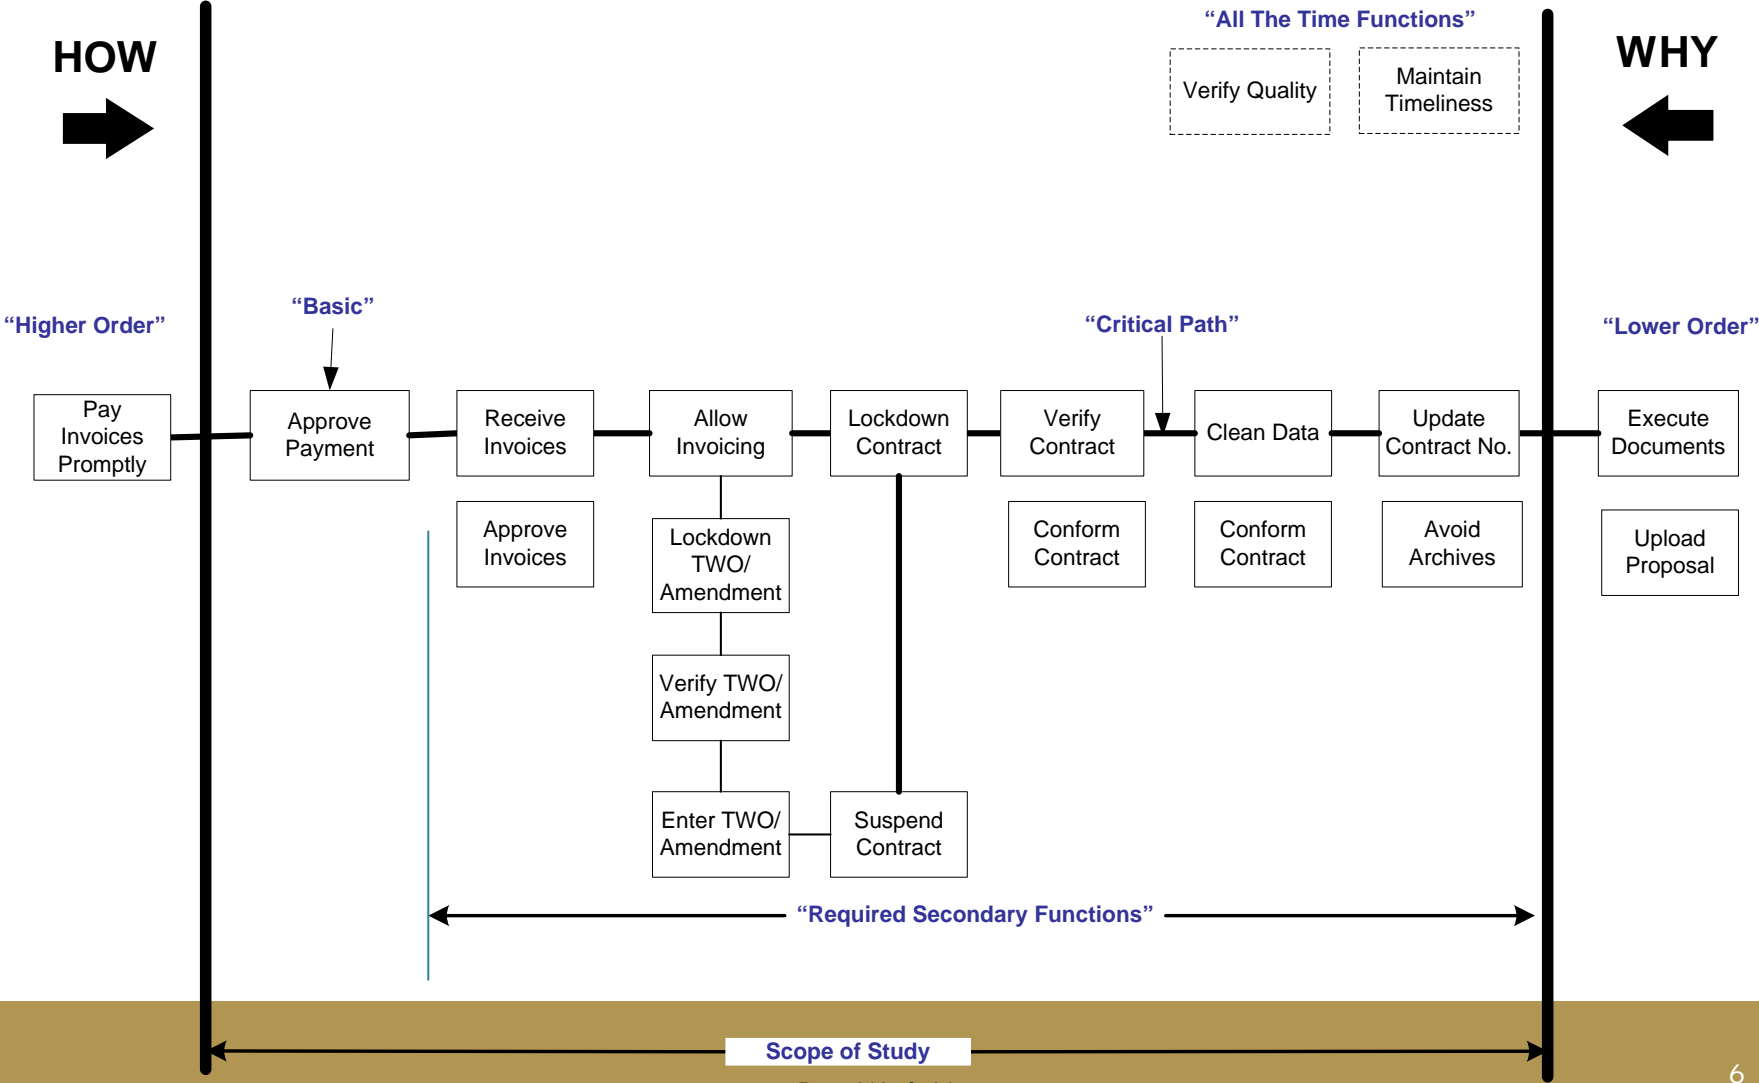 “All The Time Functions”
HOW
WHY
Verify Quality
Maintain
Timeliness
“Higher Order”
“Basic”
“Critical Path”
“Lower Order”
Pay
Invoices
Promptly
Approve
Payment
Receive
Invoices
Allow
Invoicing
Lockdown
Contract
Verify
Contract
Clean Data
Update
Contract No.
Execute
Documents
Approve
Invoices
Lockdown
TWO/
Amendment
Conform
Contract
Conform
Contract
Avoid
Archives
Upload
Proposal
Verify TWO/
Amendment
Enter TWO/
Amendment
Suspend
Contract
“Required Secondary Functions”
Scope of Study
6